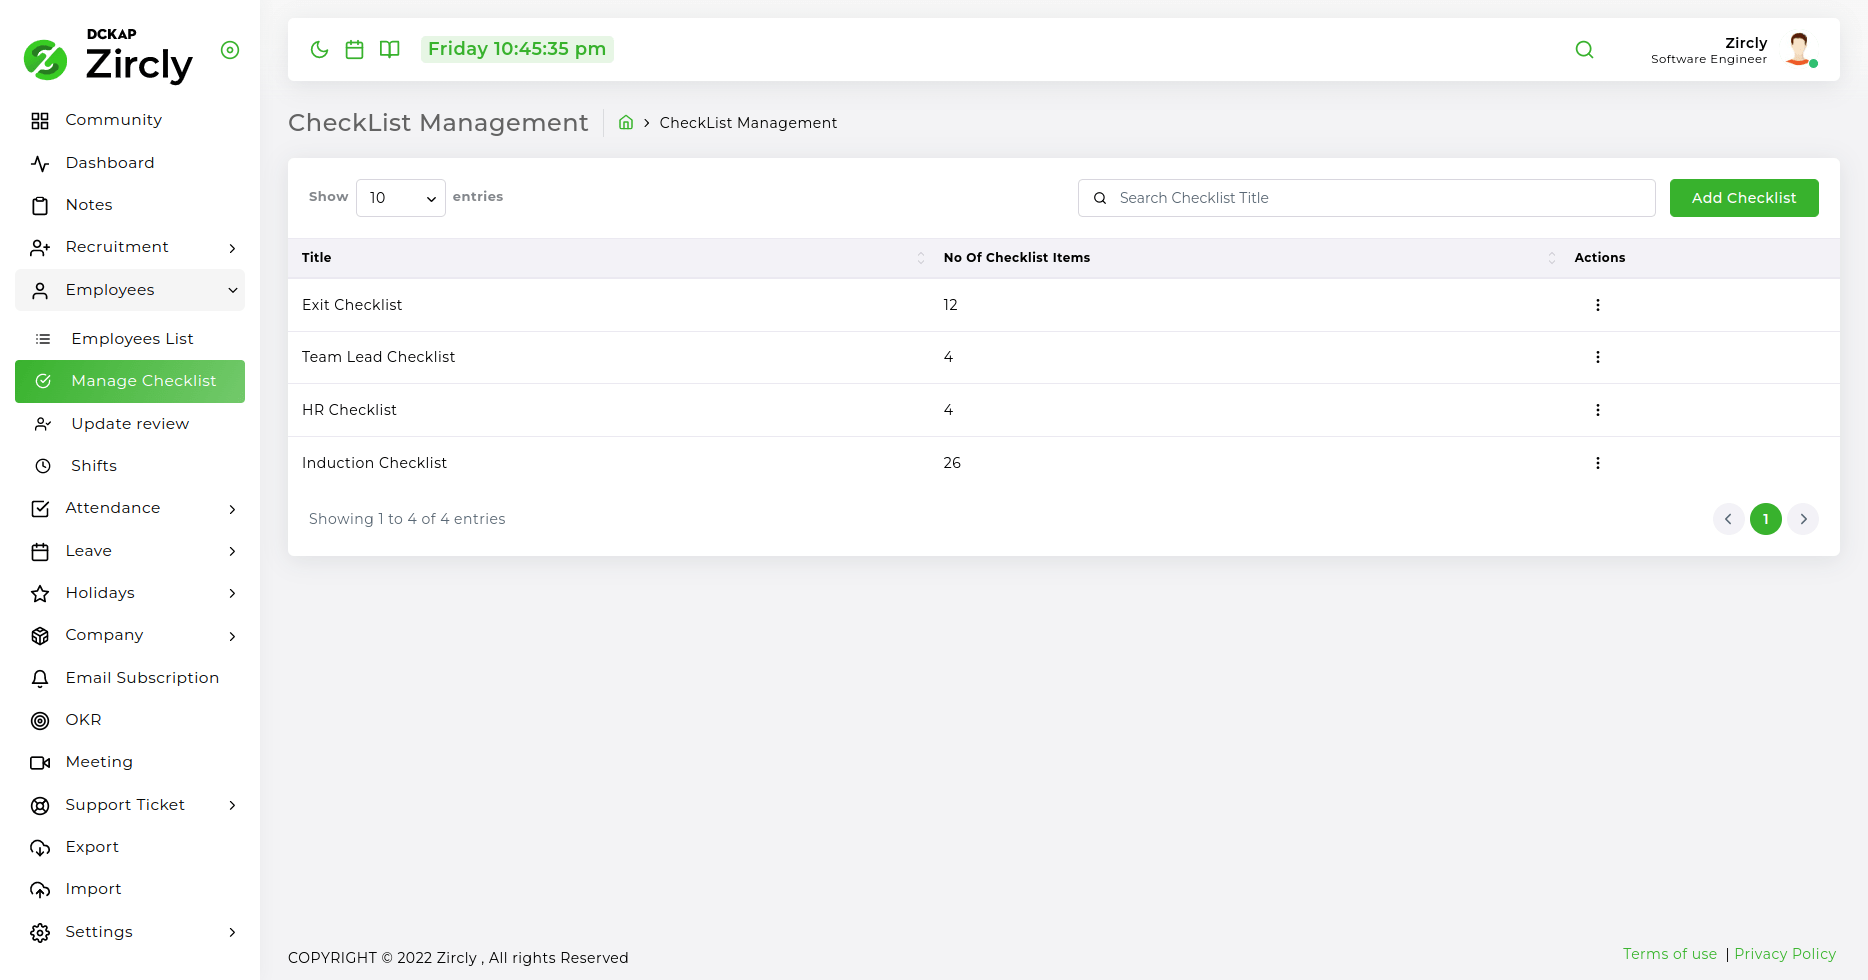 DCKAP
Zircly
Community
Dashboard
Notes
Recruitment
Employees
Employees List
Manage Checklist
Update review
Shifts
Attendance
Leave
Holidays
Company
Email Subscription
OKR
Meeting
Support Ticket
Export
Import
Settings
Friday 10:45:35 pm
Zircly
Software Engineer
CheckList Management
CheckList Management
Show 10 entries
Search Checklist Title
Add Checklist
Title No Of Checklist Items Actions
Exit Checklist 12
Team Lead Checklist 4
HR Checklist 4
Induction Checklist 26
Showing 1 to 4 of 4 entries
1
COPYRIGHT © 2022 Zircly , All rights Reserved
Terms of use | Privacy Policy